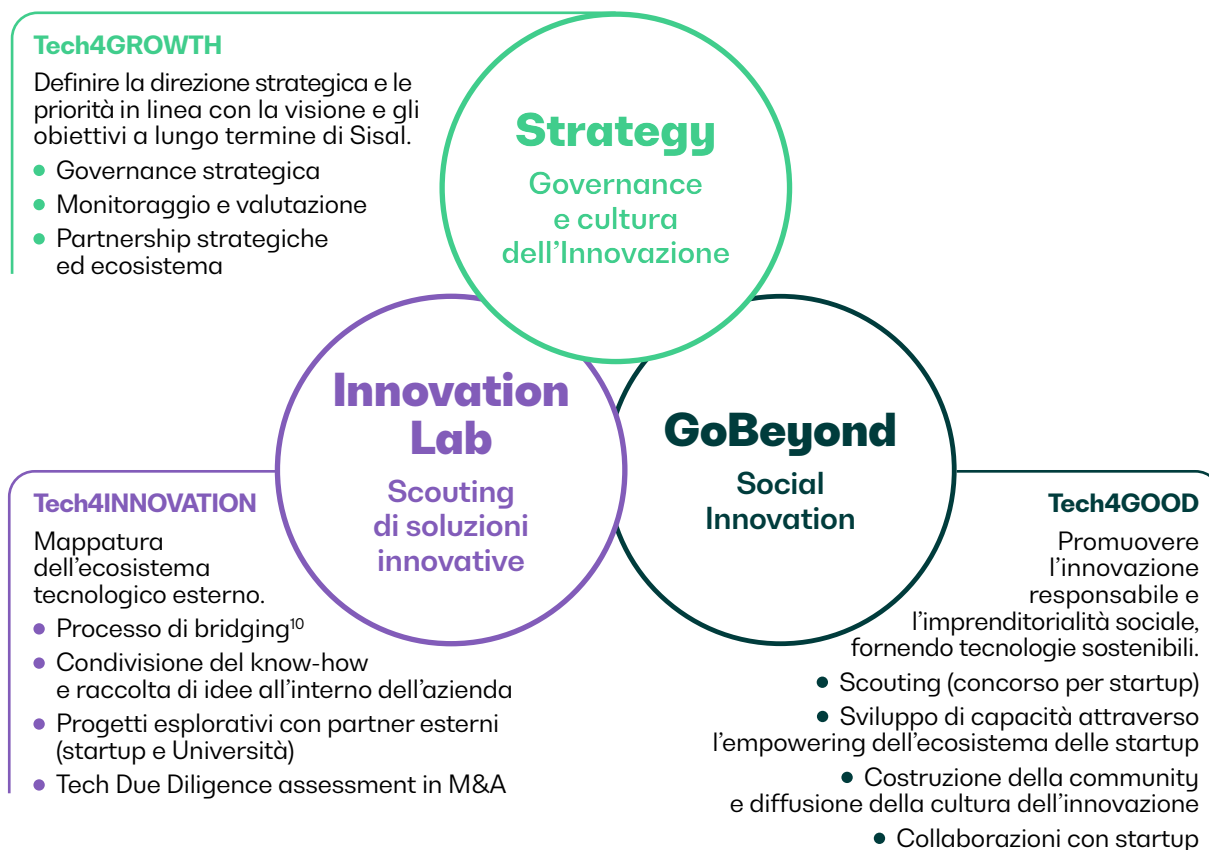 Tech4GROWTH
Definire la direzione strategica e le
priorità in linea con la visione e gli
obiettivi a lungo termine di Sisal.
• Governance strategica
• Monitoraggio e valutazione
• Partnership strategiche
ed ecosistema
Strategy
Governance
e cultura
dell'Innovazione
Innovation
Lab
Scouting
di soluzioni
innovative
GoBeyond
Social
Innovation
Tech4INNOVATION
Mappatura
dell'ecosistema
tecnologico esterno.
• Processo di bridging¹⁰
• Condivisione del know-how
e raccolta di idee all'interno dell'azienda
• Progetti esplorativi con partner esterni
(startup e Università)
• Tech Due Diligence assessment in M&A
Tech4GOOD
Promuovere
l'innovazione
responsabile e
l'imprenditorialità sociale,
fornendo tecnologie sostenibili.
• Scouting (concorso per startup)
• Sviluppo di capacità attraverso
l'empowering dell'ecosistema delle startup
• Costruzione della community
e diffusione della cultura dell'innovazione
• Collaborazioni con startup